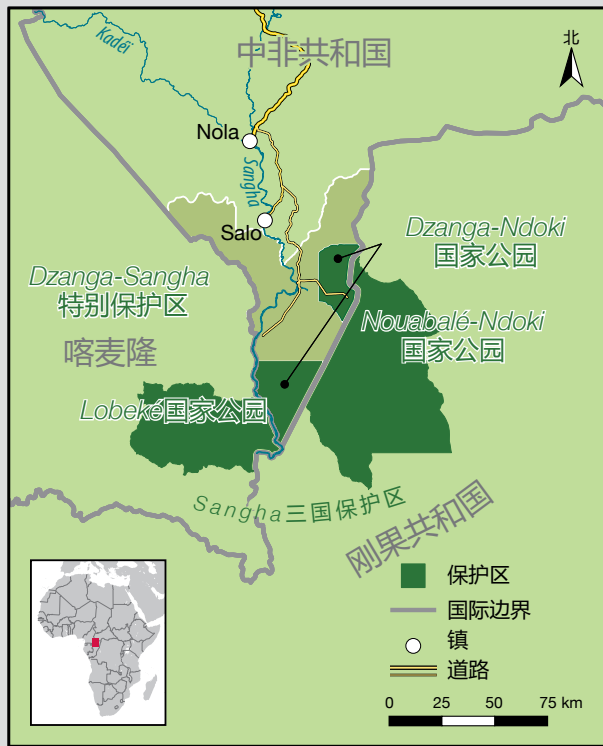 北
Kadéi
中非共和国
Nola
Sangha
Salo
Dzanga-Ndoki
国家公园
Dzanga-Sangha
特别保护区
Nouabalé-Ndoki
国家公园
喀麦隆
Lobeké国家公园
Sangha三国保护区
刚果共和国
保护区
国际边界
镇
道路
0 25 50 75 km